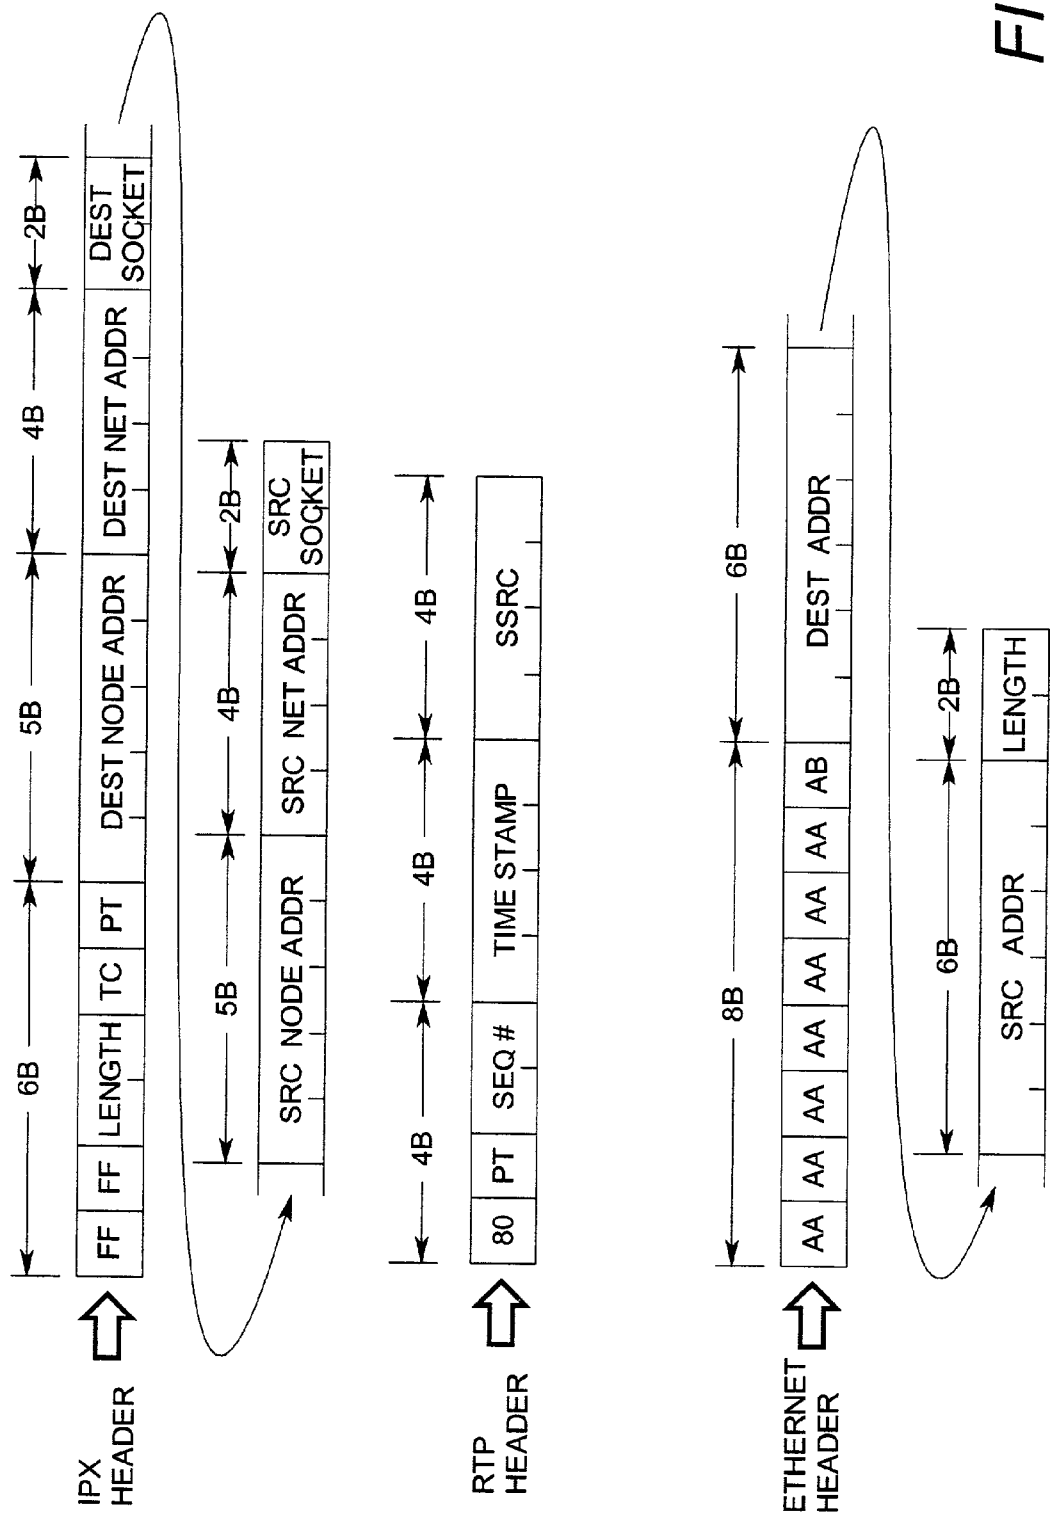 IPX
HEADER
6B
5B
4B
2B
FF FF LENGTH TC PT DEST NODE ADDR DEST NET ADDR DEST
SOCKET
5B
4B
2B
SRC NODE ADDR SRC NET ADDR SRC
SOCKET
RTP
HEADER
4B
4B
4B
80 PT SEQ # TIME STAMP SSRC
ETHERNET
HEADER
8B
6B
AA AA AA AA AA AA AA AB DEST ADDR
6B
2B
SRC ADDR LENGTH